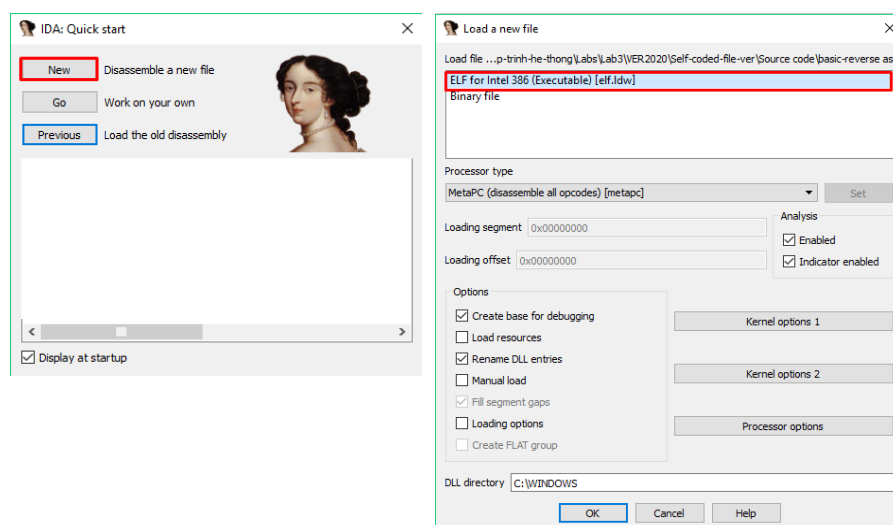 IDA: Quick start
New Disassemble a new file
Go Work on your own
Previous Load the old disassembly
Display at startup
Load a new file
Load file ...p-trinh-he-thong\Labs\Lab3\VER2020\Self-coded-file-ver\Source code\basic-reverse as
ELF for Intel 386 (Executable) [elf.ldw]
Binary file
Processor type
MetaPC (disassemble all opcodes) [metapc] Set
Loading segment 0x00000000
Loading offset 0x00000000
Analysis
Enabled
Indicator enabled
Options
Create base for debugging
Load resources
Rename DLL entries
Manual load
Fill segment gaps
Loading options
Create FLAT group
Kernel options 1
Kernel options 2
Processor options
DLL directory C:\WINDOWS
OK Cancel Help